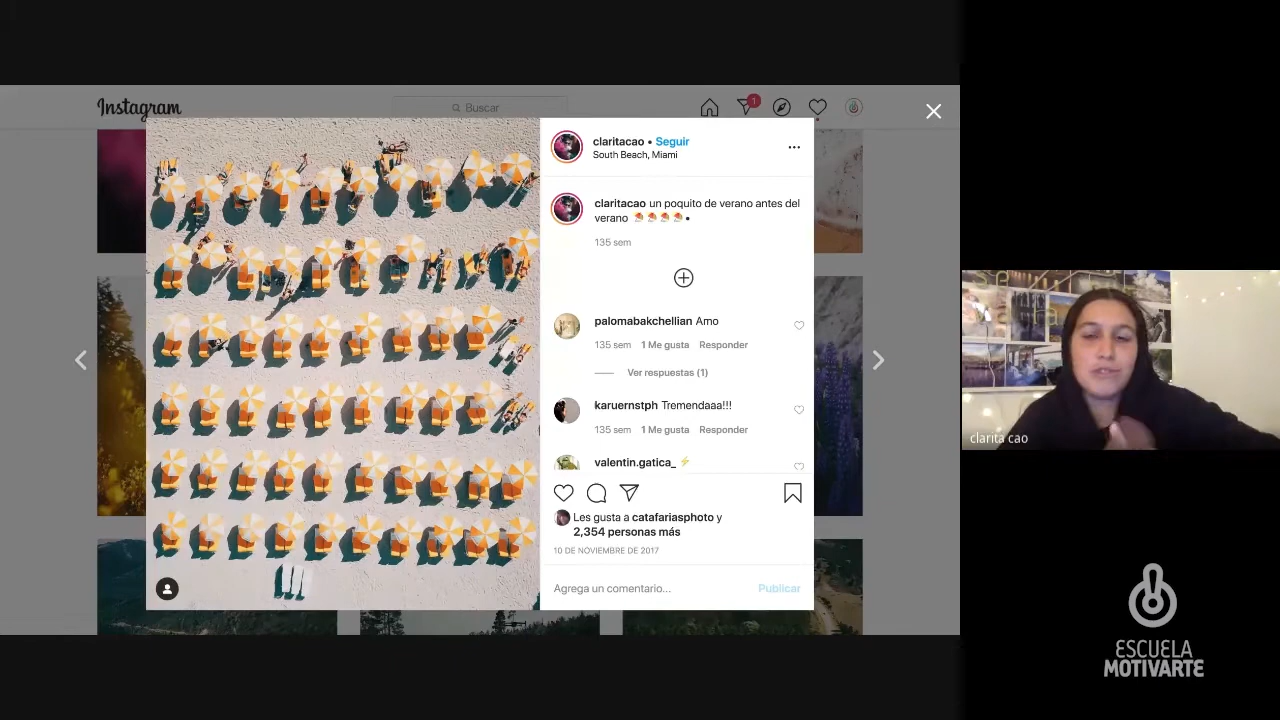 Instagram
Buscar
1
claritacao • Seguir
South Beach, Miami
claritacao un poquito de verano antes del
verano ⛱⛱⛱⛱•
135 sem
palomabakchellian Amo
135 sem 1 Me gusta Responder
Ver respuestas (1)
karuernstph Tremendaaa!!!
135 sem 1 Me gusta Responder
valentin.gatica_ ⚡
Les gusta a catafariasphoto y
2,354 personas más
10 DE NOVIEMBRE DE 2017
Agrega un comentario... Publicar
clarita cao
ESCUELA
MOTIVARTE